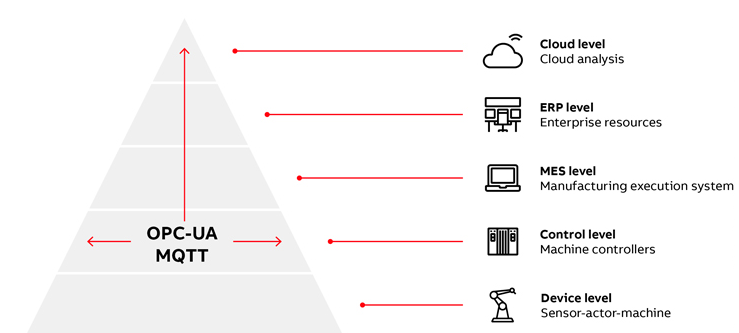 Cloud level
Cloud analysis
ERP level
Enterprise resources
MES level
Manufacturing execution system
OPC-UA
MQTT
Control level
Machine controllers
Device level
Sensor-actor-machine